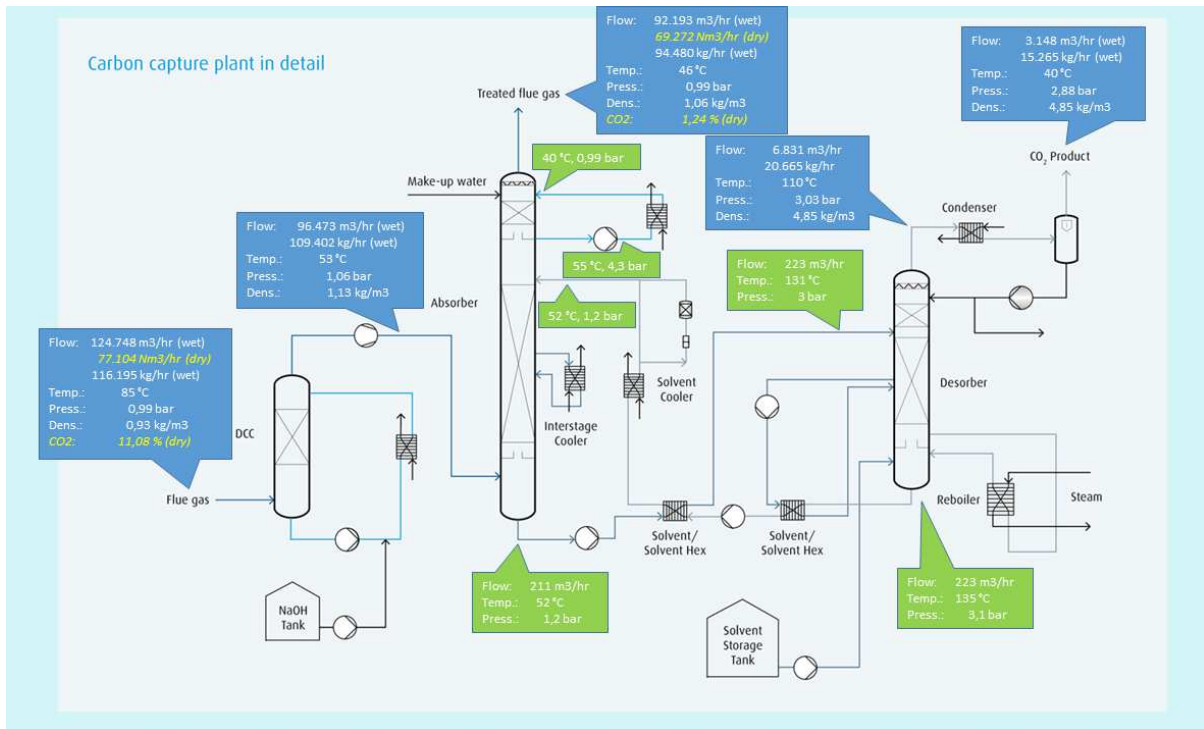 Carbon capture plant in detail
Flow: 92.193 m3/hr (wet)
69.272 Nm3/hr (dry)
94.480 kg/hr (wet)
Temp.: 46 °C
Press.: 0,99 bar
Dens.: 1,06 kg/m3
CO2: 1,24 % (dry)
Flow: 3.148 m3/hr (wet)
15.265 kg/hr (wet)
Temp.: 40 °C
Press.: 2,88 bar
Dens.: 4,85 kg/m3
Treated flue gas
40 °C, 0,99 bar
Flow: 6.831 m3/hr
20.665 kg/hr
Temp.: 110 °C
Press.: 3,03 bar
Dens.: 4,85 kg/m3
CO2 Product
Make-up water
Condenser
Flow: 96.473 m3/hr (wet)
109.402 kg/hr (wet)
Temp.: 53 °C
Press.: 1,06 bar
Dens.: 1,13 kg/m3
55 °C, 4,3 bar
Flow: 223 m3/hr
Temp.: 131°C
Press.: 3 bar
Absorber
52 °C, 1,2 bar
Flow: 124.748 m3/hr (wet)
77.104 Nm3/hr (dry)
116.195 kg/hr (wet)
Temp.: 85 °C
Press.: 0,99 bar
Dens.: 0,93 kg/m3
CO2: 11,08 % (dry)
DCC
Solvent
Cooler
Desorber
Interstage
Cooler
Flue gas
Reboiler
Steam
Solvent/
Solvent Hex
Solvent/
Solvent Hex
Flow: 211 m3/hr
Temp.: 52 °C
Press.: 1,2 bar
Flow: 223 m3/hr
Temp.: 135 °C
Press.: 3,1 bar
NaOH
Tank
Solvent
Storage
Tank